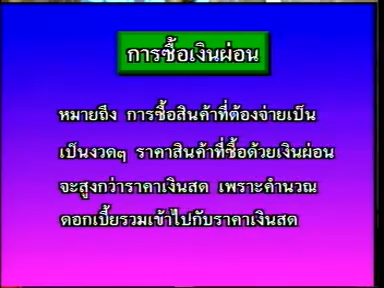 การซื้อเงินผ่อน
หมายถึง การซื้อสินค้าที่ต้องจ่ายเป็น
เป็นงวดๆ ราคาสินค้าที่ซื้อด้วยเงินผ่อน
จะสูงกว่าราคาเงินสด เพราะคำนวณ
ดอกเบี้ยรวมเข้าไปกับราคาเงินสด